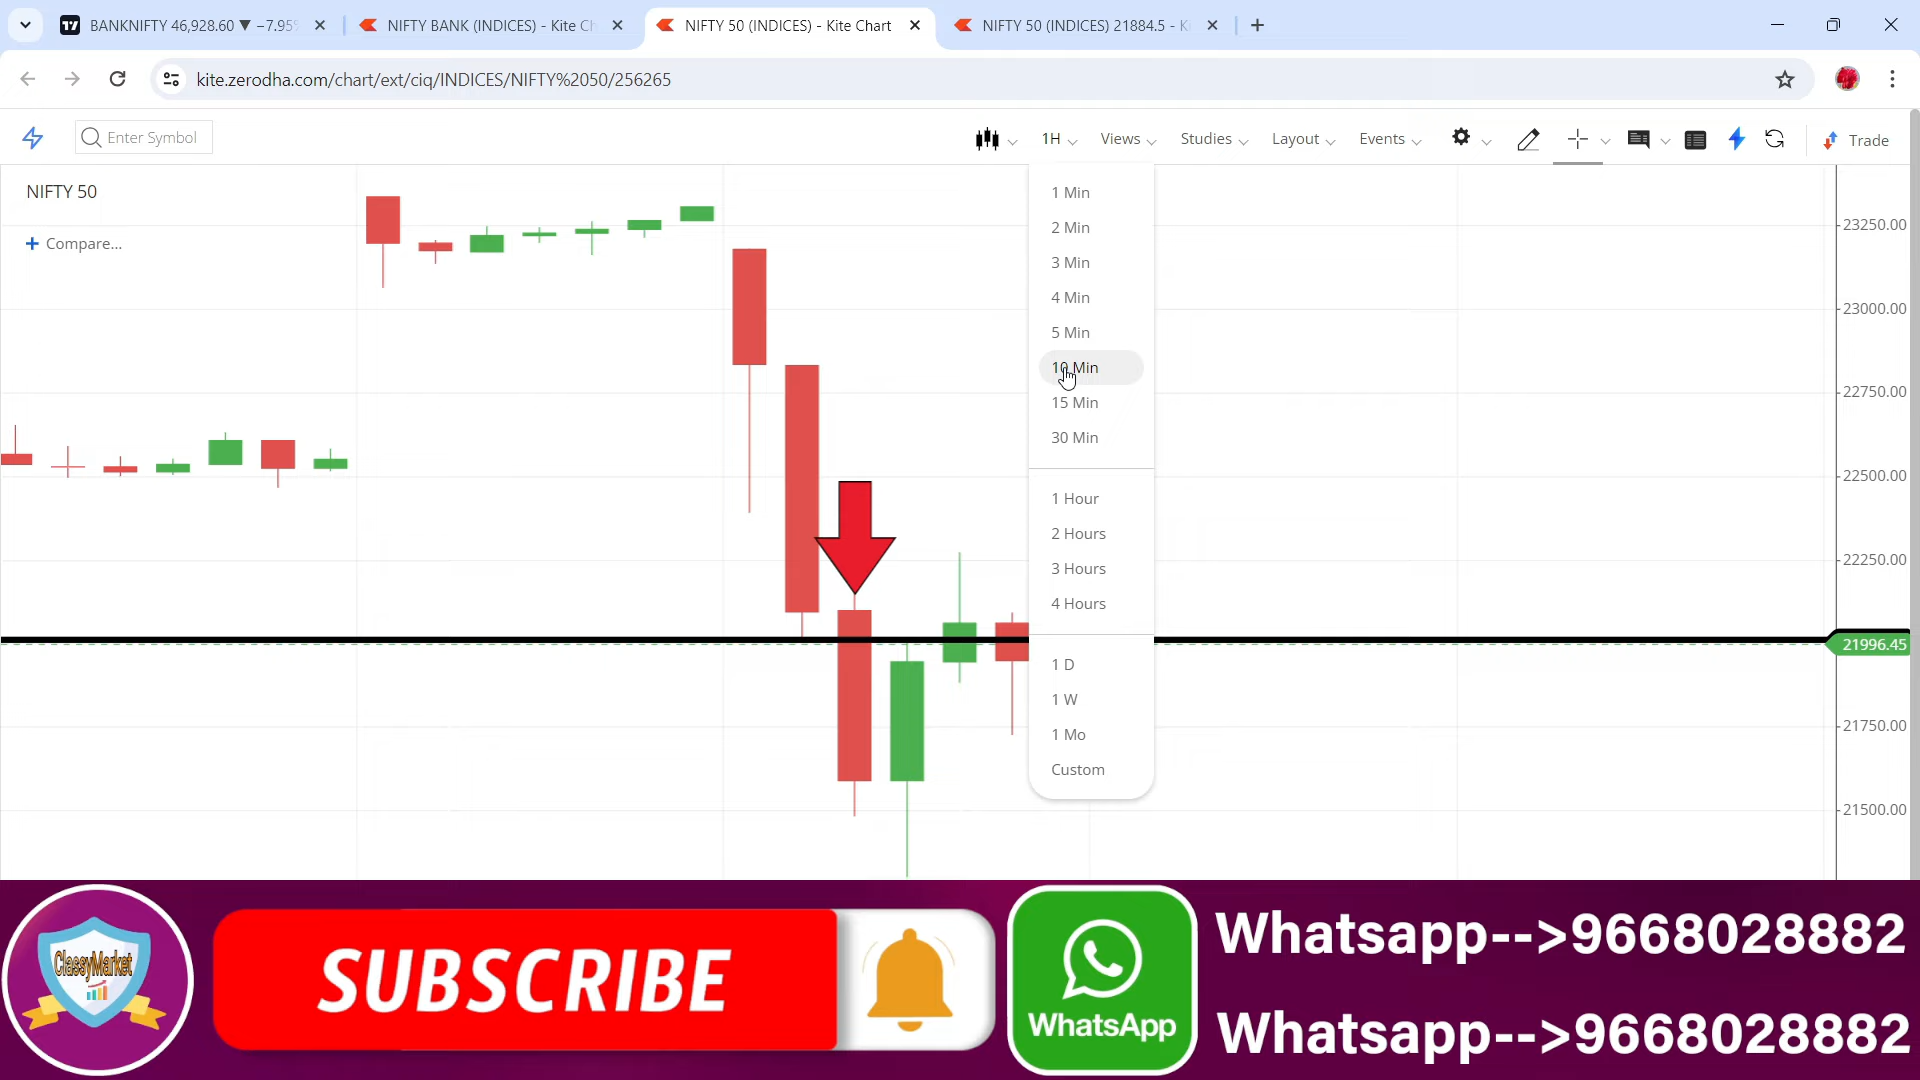 BANKNIFTY 46,928.60 ▼ −7.95%
NIFTY BANK (INDICES) - Kite Ch
NIFTY 50 (INDICES) - Kite Chart
NIFTY 50 (INDICES) 21884.5 - K
kite.zerodha.com/chart/ext/ciq/INDICES/NIFTY%2050/256265
Enter Symbol
1H
Views
Studies
Layout
Events
Trade
NIFTY 50
+ Compare...
1 Min
2 Min
3 Min
4 Min
5 Min
10 Min
15 Min
30 Min
1 Hour
2 Hours
3 Hours
4 Hours
1 D
1 W
1 Mo
Custom
23250.00
23000.00
22750.00
22500.00
22250.00
21996.45
21750.00
21500.00
ClassyMarket
SUBSCRIBE
WhatsApp
Whatsapp-->9668028882
Whatsapp-->9668028882